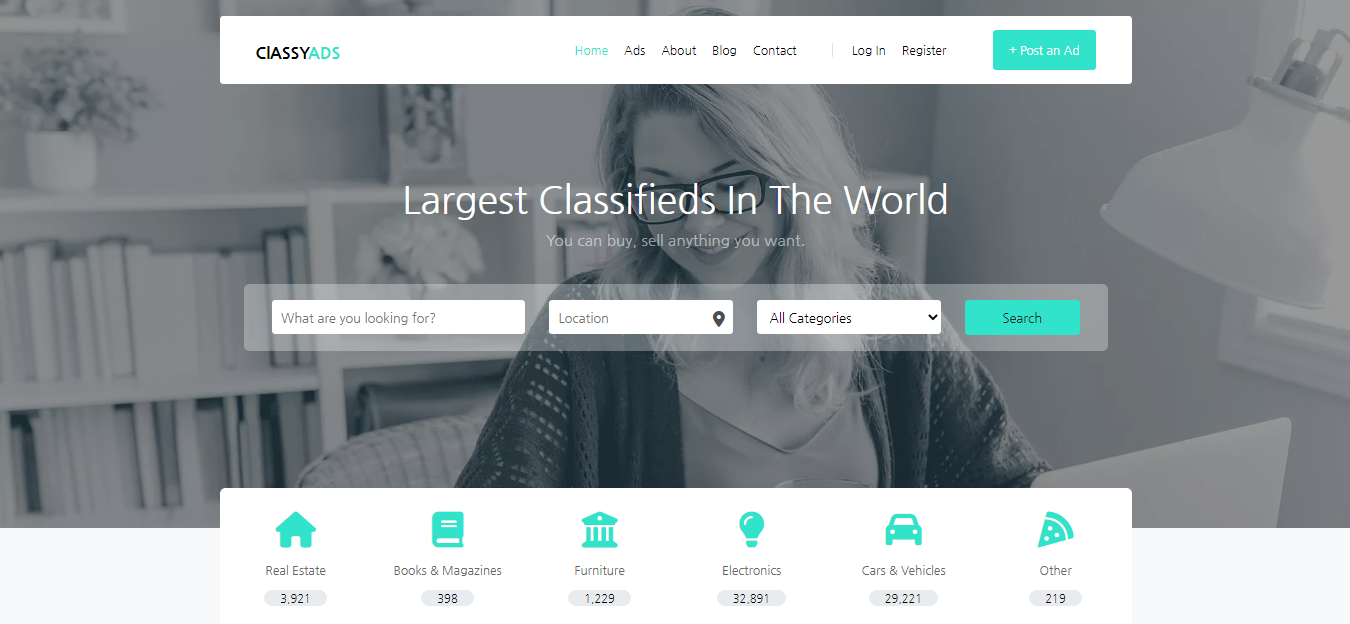 ClASSYADS
Home Ads About Blog Contact Log In Register + Post an Ad
Largest Classifieds In The World
You can buy, sell anything you want.
What are you looking for? Location All Categories Search
Real Estate Books & Magazines Furniture Electronics Cars & Vehicles Other
3,921 398 1,229 32,891 29,221 219